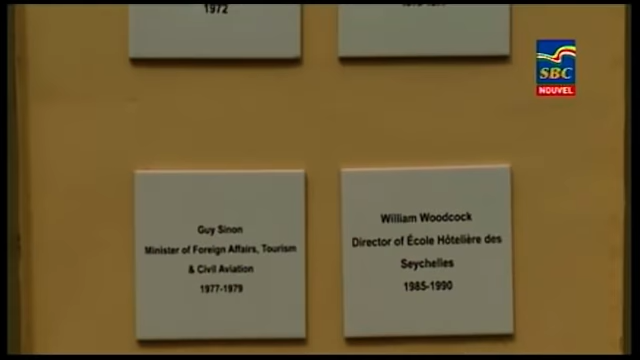 1972
SBC
NOUVEL
Guy Sinon
Minister of Foreign Affairs, Tourism
& Civil Aviation
1977-1979
William Woodcock
Director of École Hôtelière des
Seychelles
1985-1990